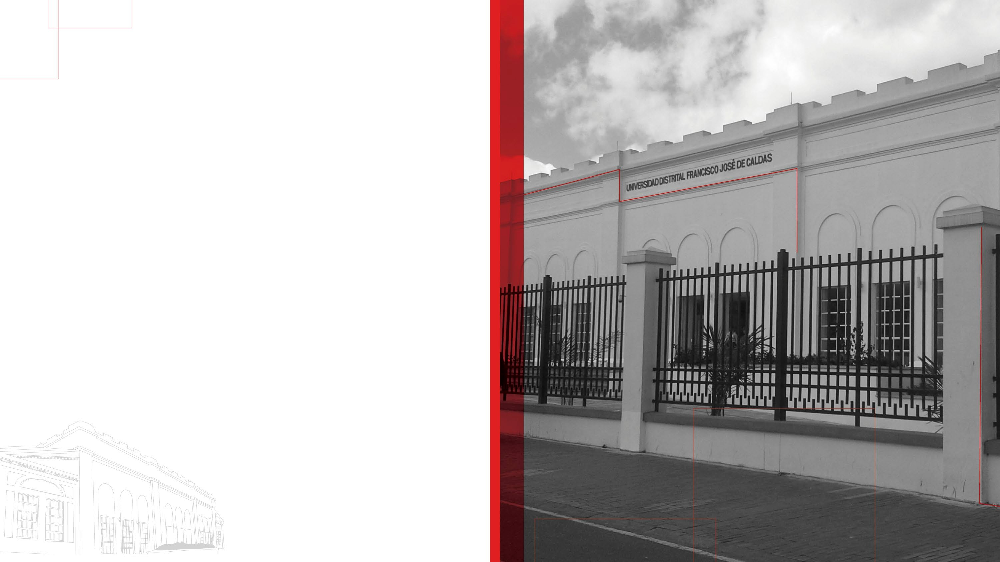 UNIVERSIDAD DISTRITAL FRANCISCO JOSÉ DE CALDAS